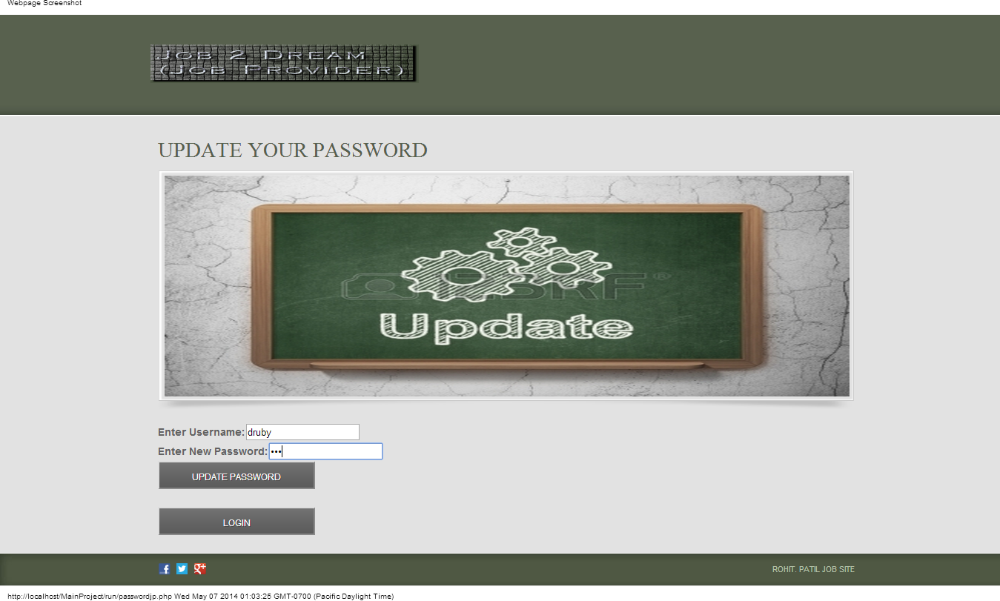 Webpage Screenshot
Job 2 Dream
(Job Provider)
UPDATE YOUR PASSWORD
123RF®
Update
Enter Username: druby
Enter New Password: •••
UPDATE PASSWORD
LOGIN
ROHIT. PATIL JOB SITE
http://localhost/MainProject/run/passwordjp.php Wed May 07 2014 01:03:25 GMT-0700 (Pacific Daylight Time)